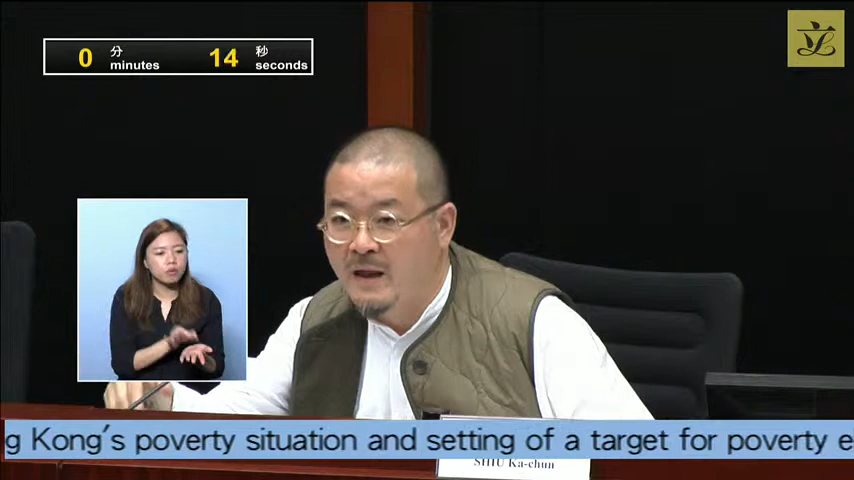 0 分 minutes 14 秒 seconds
g Kong's poverty situation and setting of a target for poverty e
SHIU Ka-chun